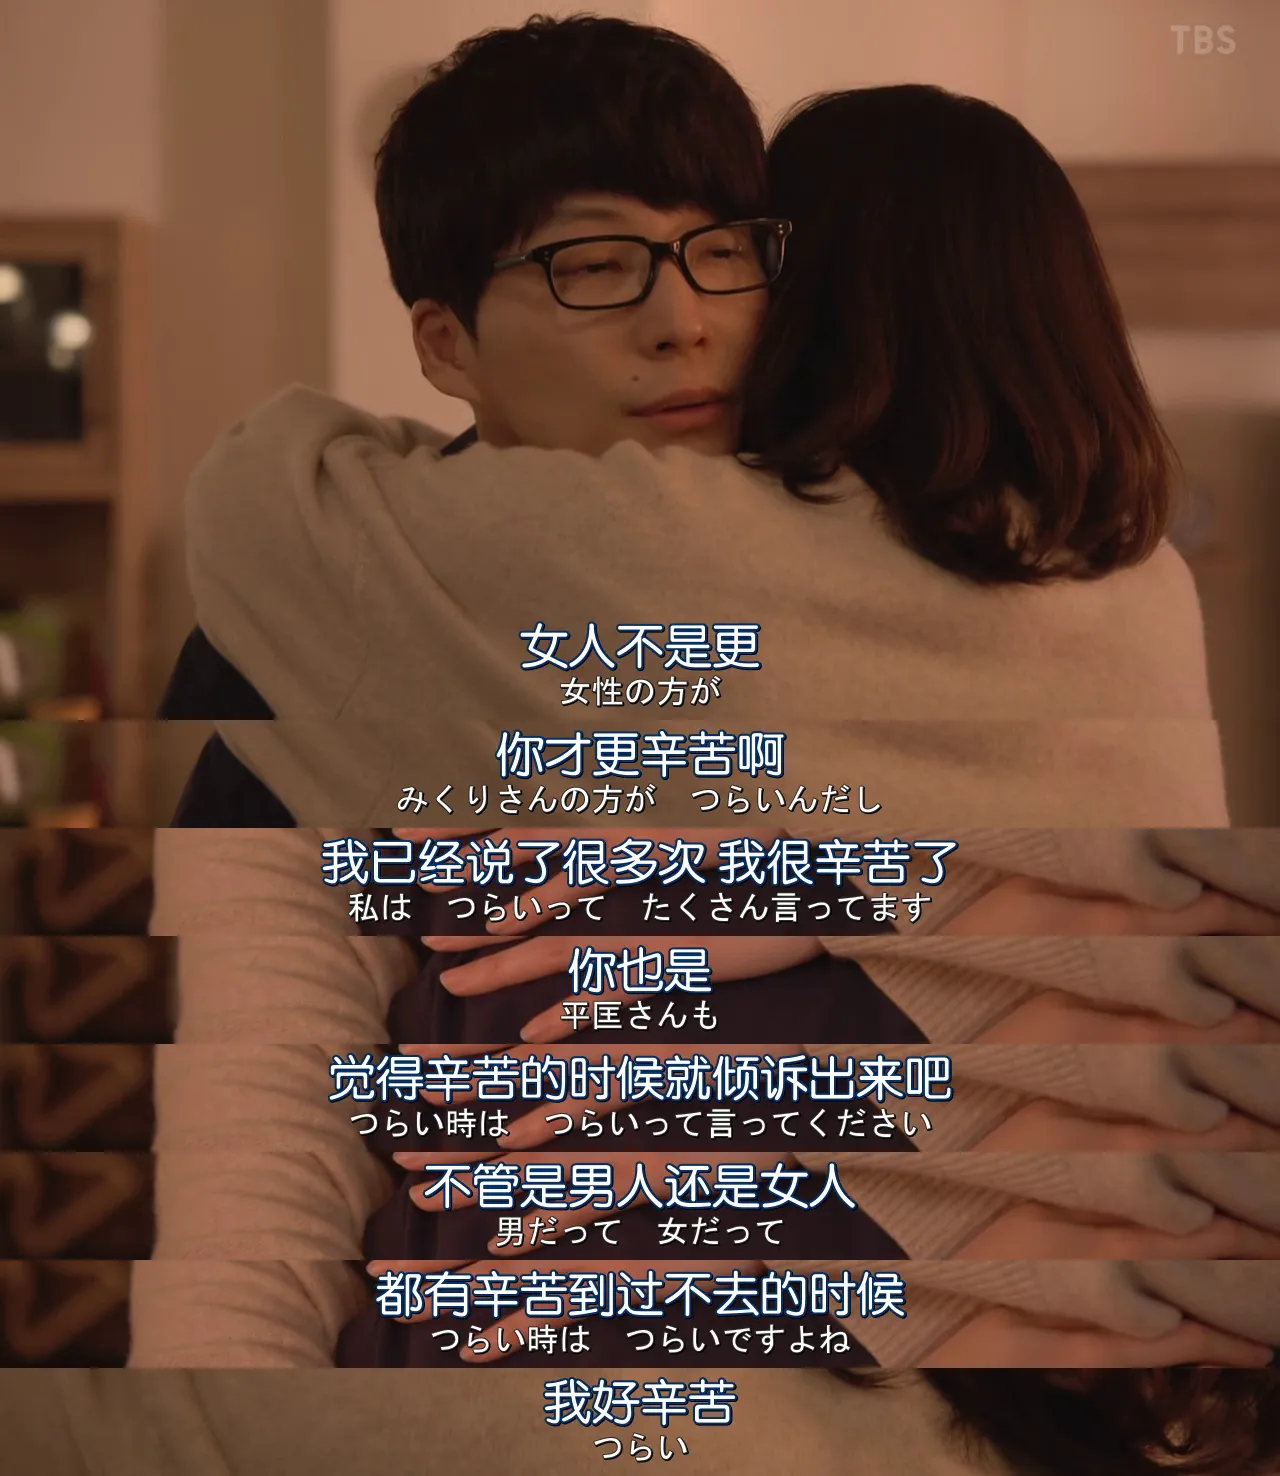 TBS
女人不是更
女性の方が
你才更辛苦啊
みくりさんの方が　つらいんだし
我已经说了很多次 我很辛苦了
私は　つらいって　たくさん言ってます
你也是
平匡さんも
觉得辛苦的时候就倾诉出来吧
つらい時は　つらいって言ってください
不管是男人还是女人
男だって　女だって
都有辛苦到过不去的时候
つらい時は　つらいですよね
我好辛苦
つらい